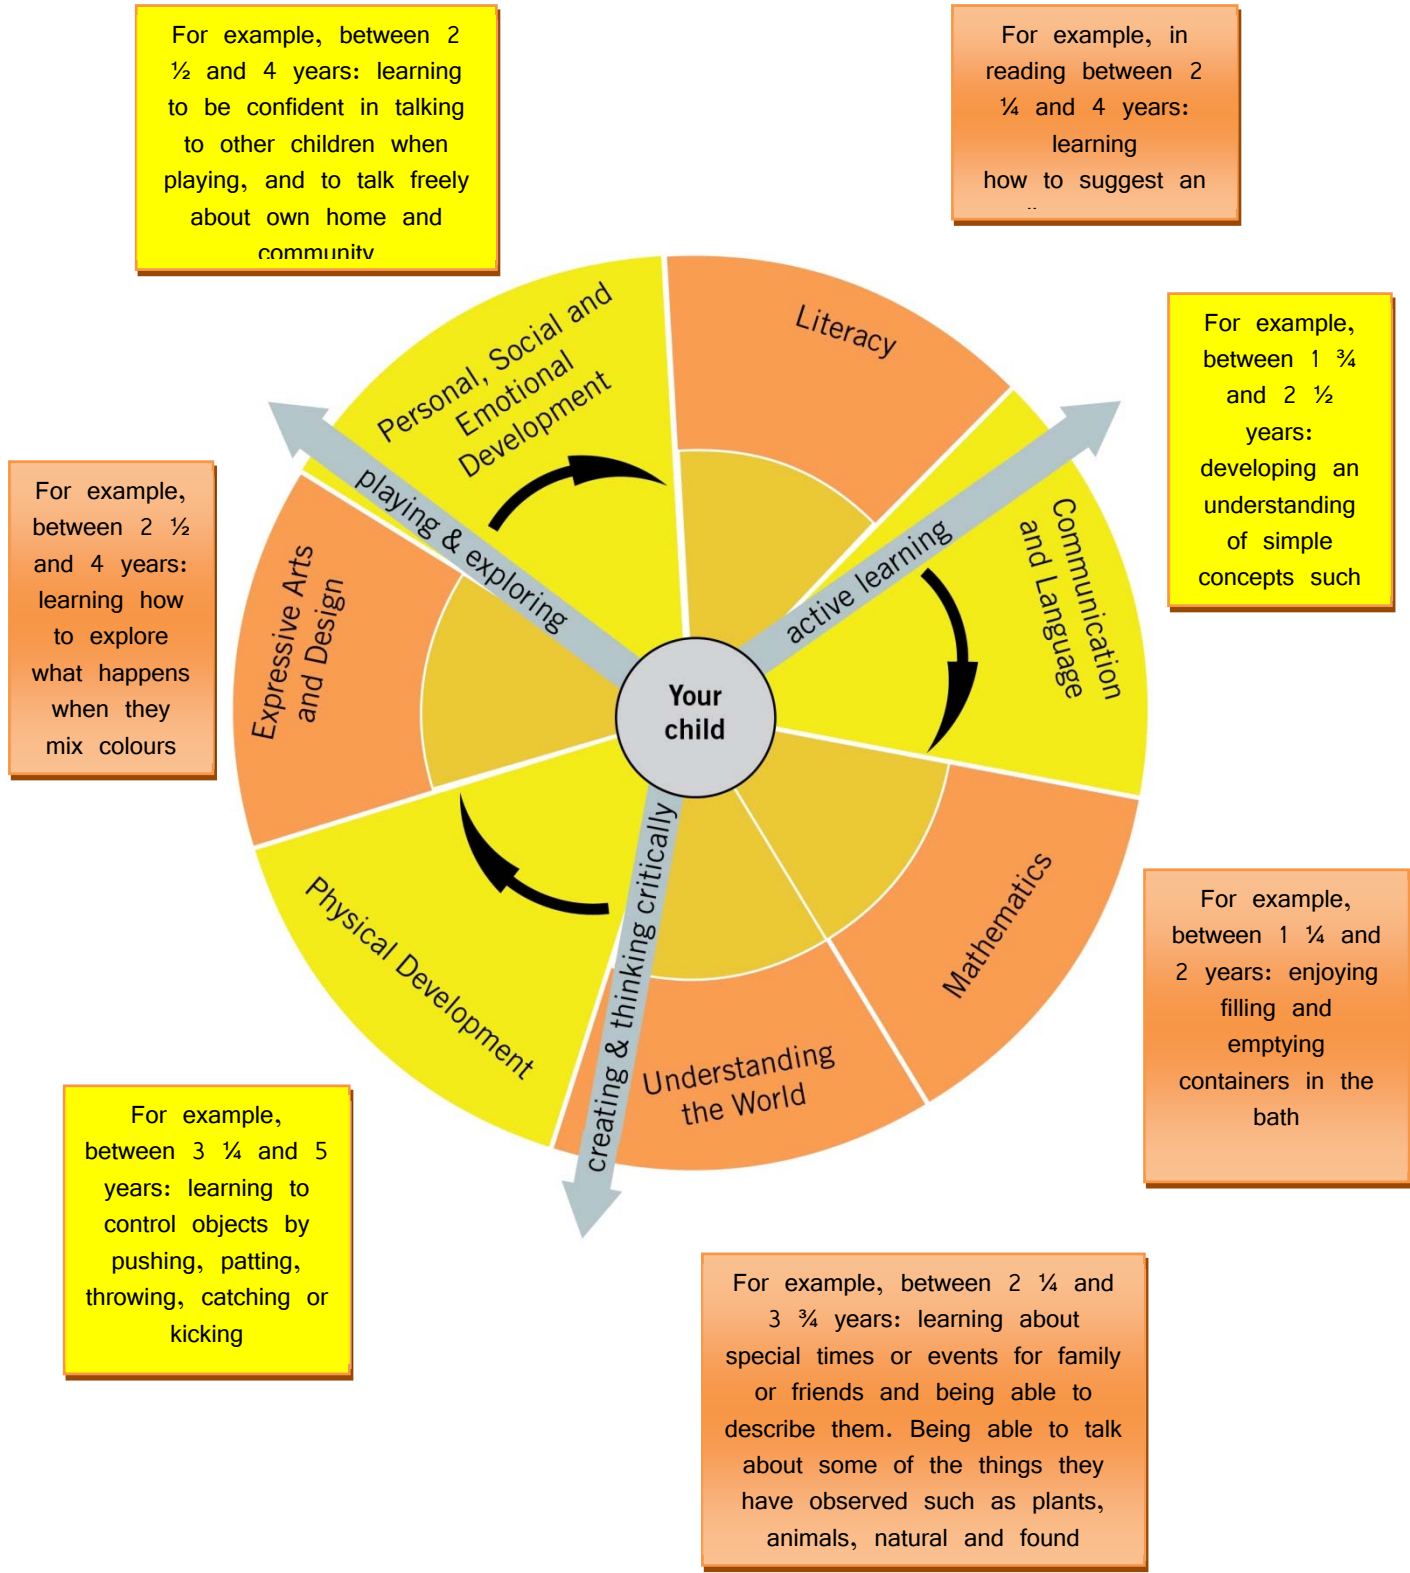 For example, between 2
½ and 4 years: learning
to be confident in talking
to other children when
playing, and to talk freely
about own home and
community
For example, in
reading between 2
¼ and 4 years:
learning
how to suggest an
For example,
between 1 ¾
and 2 ½
years:
developing an
understanding
of simple
concepts such
For example,
between 2 ½
and 4 years:
learning how
to explore
what happens
when they
mix colours
Personal, Social and
Emotional
Development
Literacy
Communication
and Language
Mathematics
Understanding
the World
Physical Development
Expressive Arts
and Design
playing & exploring
active learning
creating & thinking critically
Your
child
For example,
between 1 ¼ and
2 years: enjoying
filling and
emptying
containers in the
bath
For example,
between 3 ¼ and 5
years: learning to
control objects by
pushing, patting,
throwing, catching or
kicking
For example, between 2 ¼ and
3 ¾ years: learning about
special times or events for family
or friends and being able to
describe them. Being able to talk
about some of the things they
have observed such as plants,
animals, natural and found